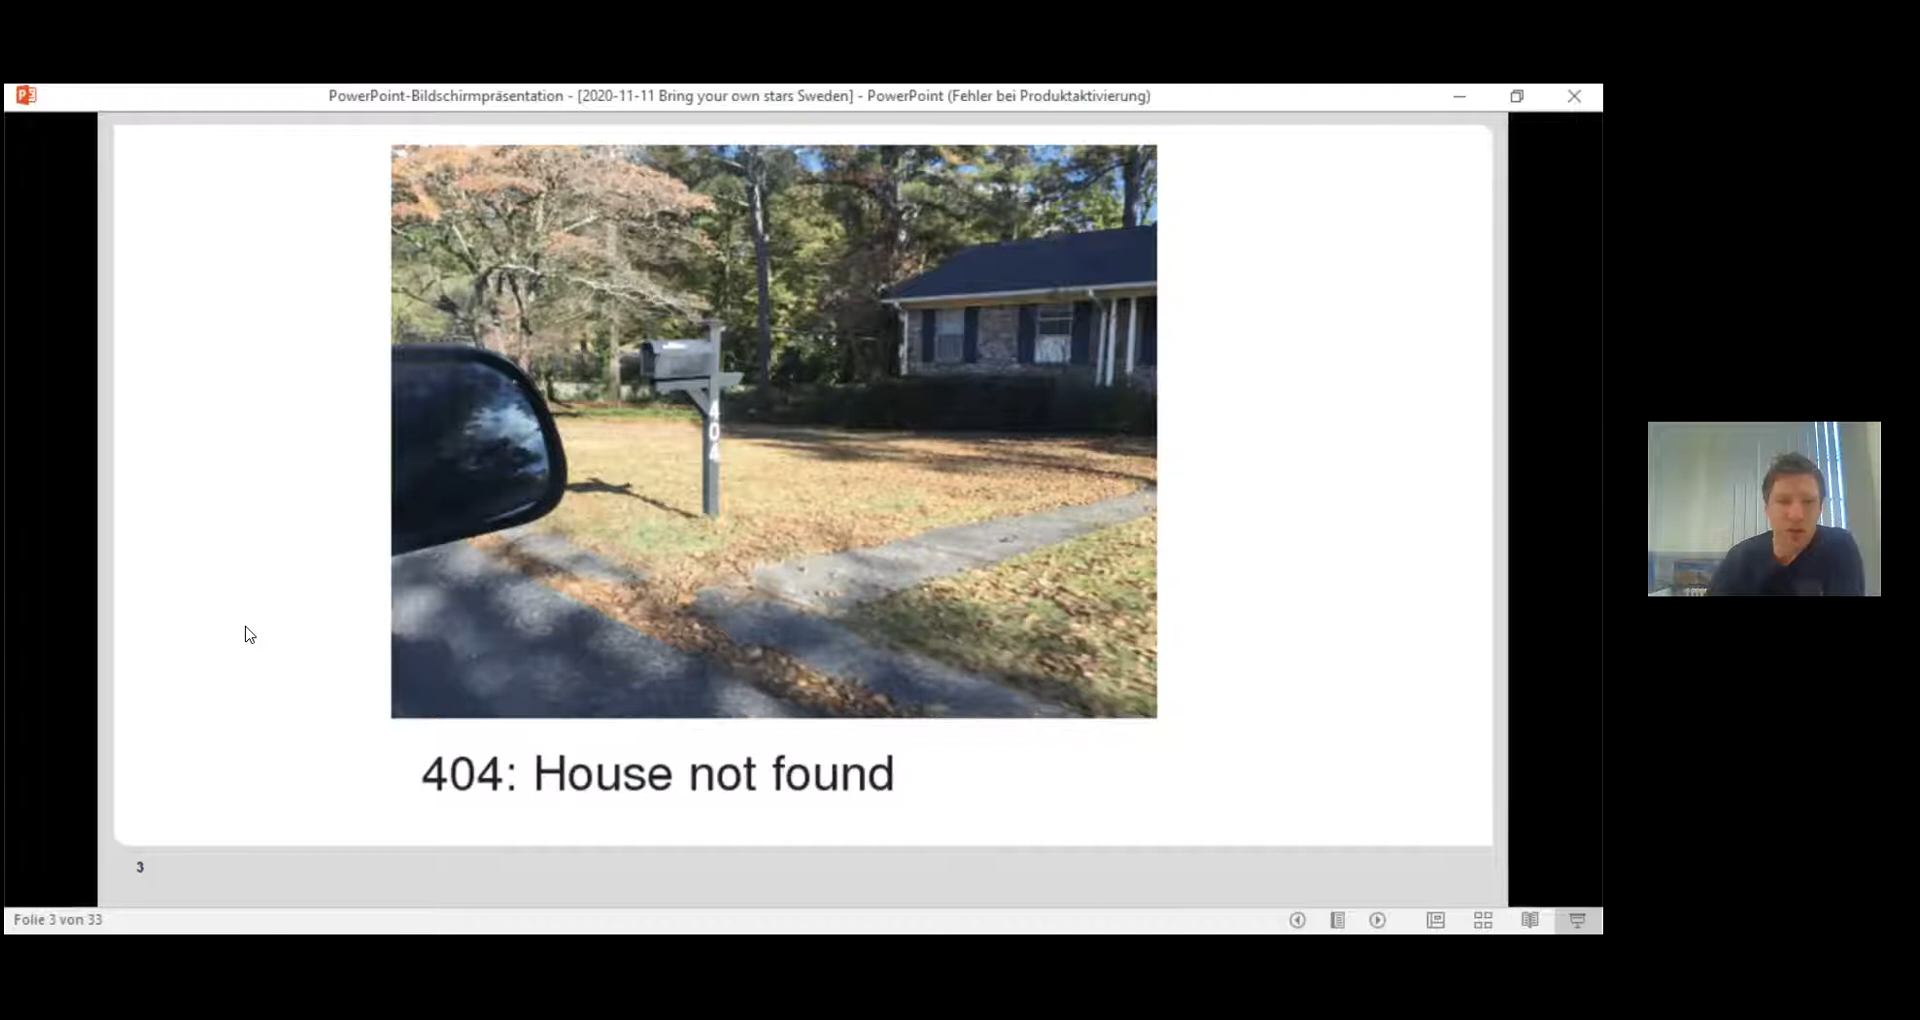 PowerPoint-Bildschirmpräsentation - [2020-11-11 Bring your own stars Sweden] - PowerPoint (Fehler bei Produktaktivierung)
404
404: House not found
3
Folie 3 von 33